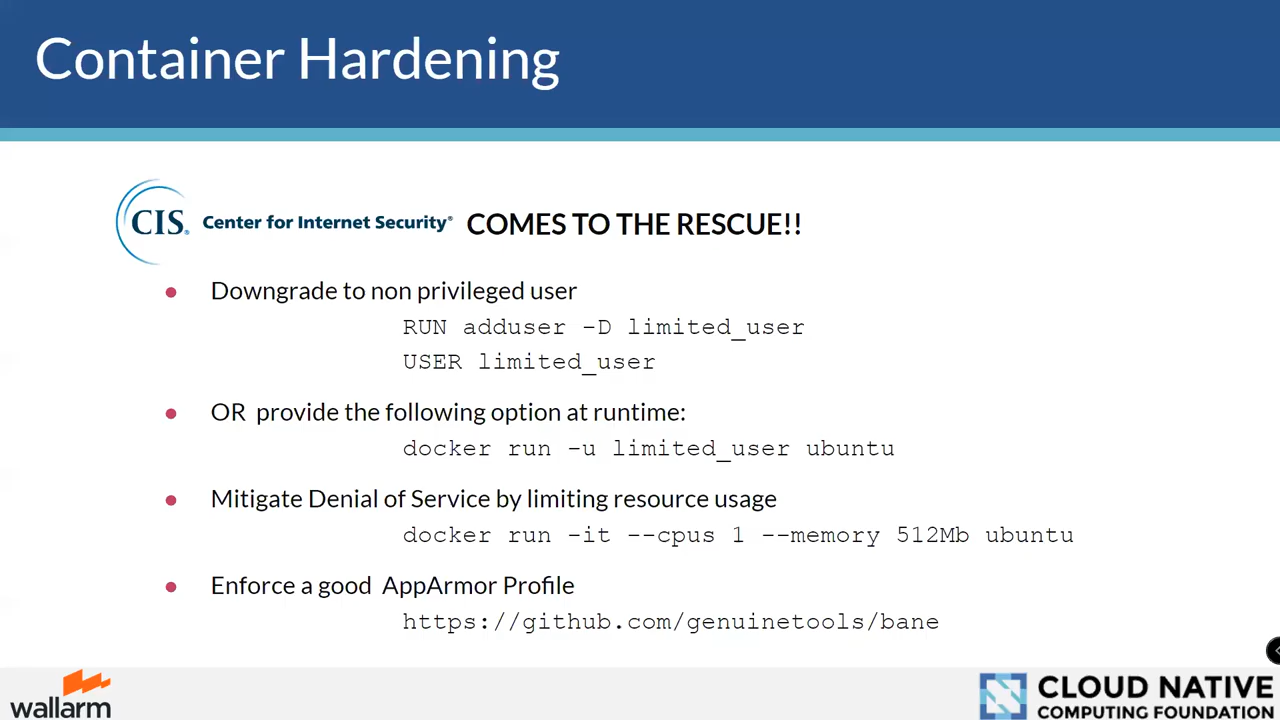 Container Hardening
CIS. Center for Internet Security® COMES TO THE RESCUE!!
● Downgrade to non privileged user
RUN adduser -D limited_user
USER limited_user
● OR provide the following option at runtime:
docker run -u limited_user ubuntu
● Mitigate Denial of Service by limiting resource usage
docker run -it --cpus 1 --memory 512Mb ubuntu
● Enforce a good AppArmor Profile
https://github.com/genuinetools/bane
wallarm
CLOUD NATIVE
COMPUTING FOUNDATION